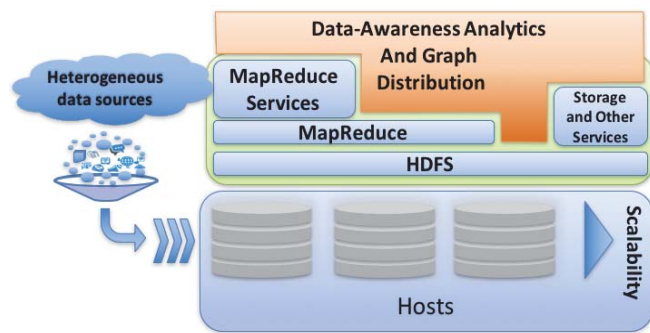 Data-Awareness Analytics
And Graph
Distribution
Heterogeneous
data sources
MapReduce
Services
Storage
and Other
Services
MapReduce
HDFS
Scalability
Hosts